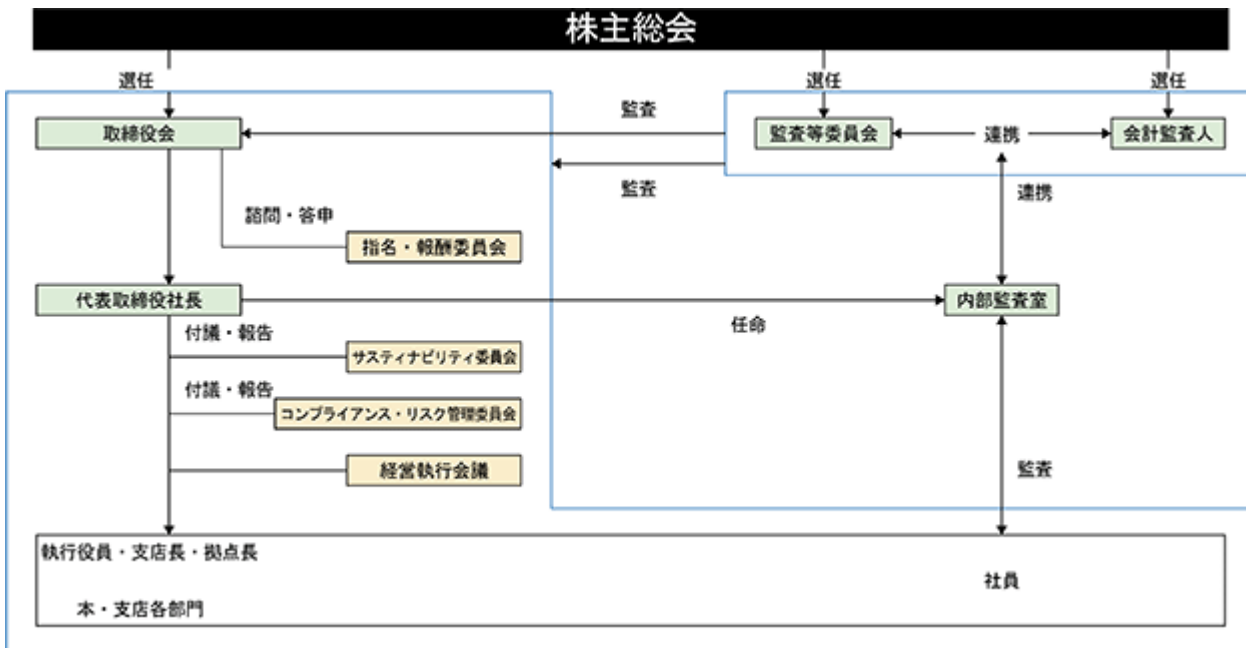 株主総会
選任
選任
選任
取締役会
監査
監査等委員会
連携
会計監査人
監査
連携
諮問・答申
指名・報酬委員会
代表取締役社長
任命
内部監査室
付議・報告
サスティナビリティ委員会
付議・報告
コンプライアンス・リスク管理委員会
経営執行会議
監査
執行役員・支店長・拠点長
社員
本・支店各部門